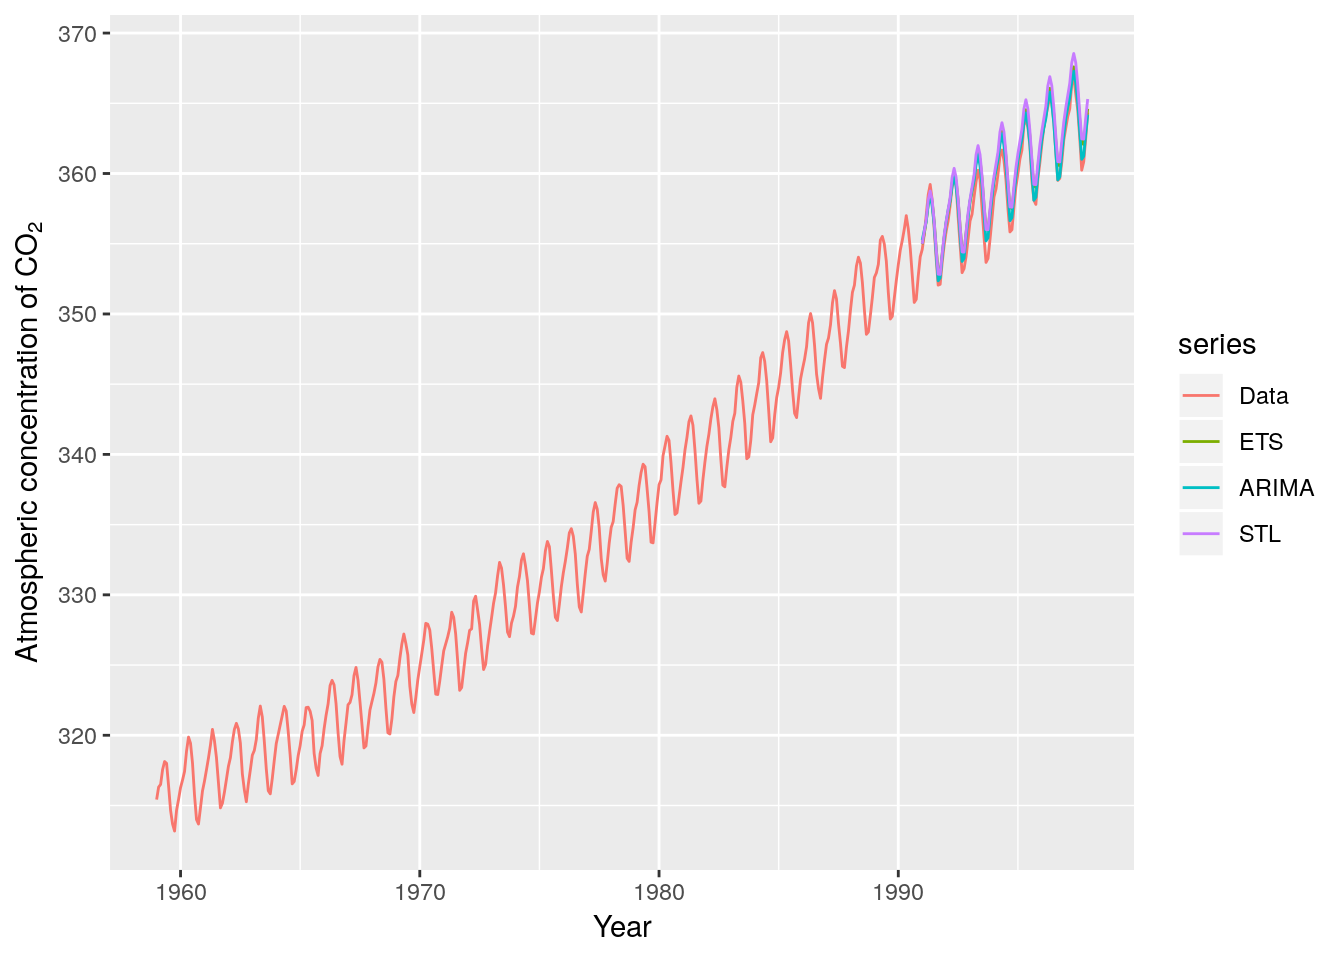 370
360
350
340
330
320
Atmospheric concentration of CO₂
1960
1970
1980
1990
Year
series
Data
ETS
ARIMA
STL